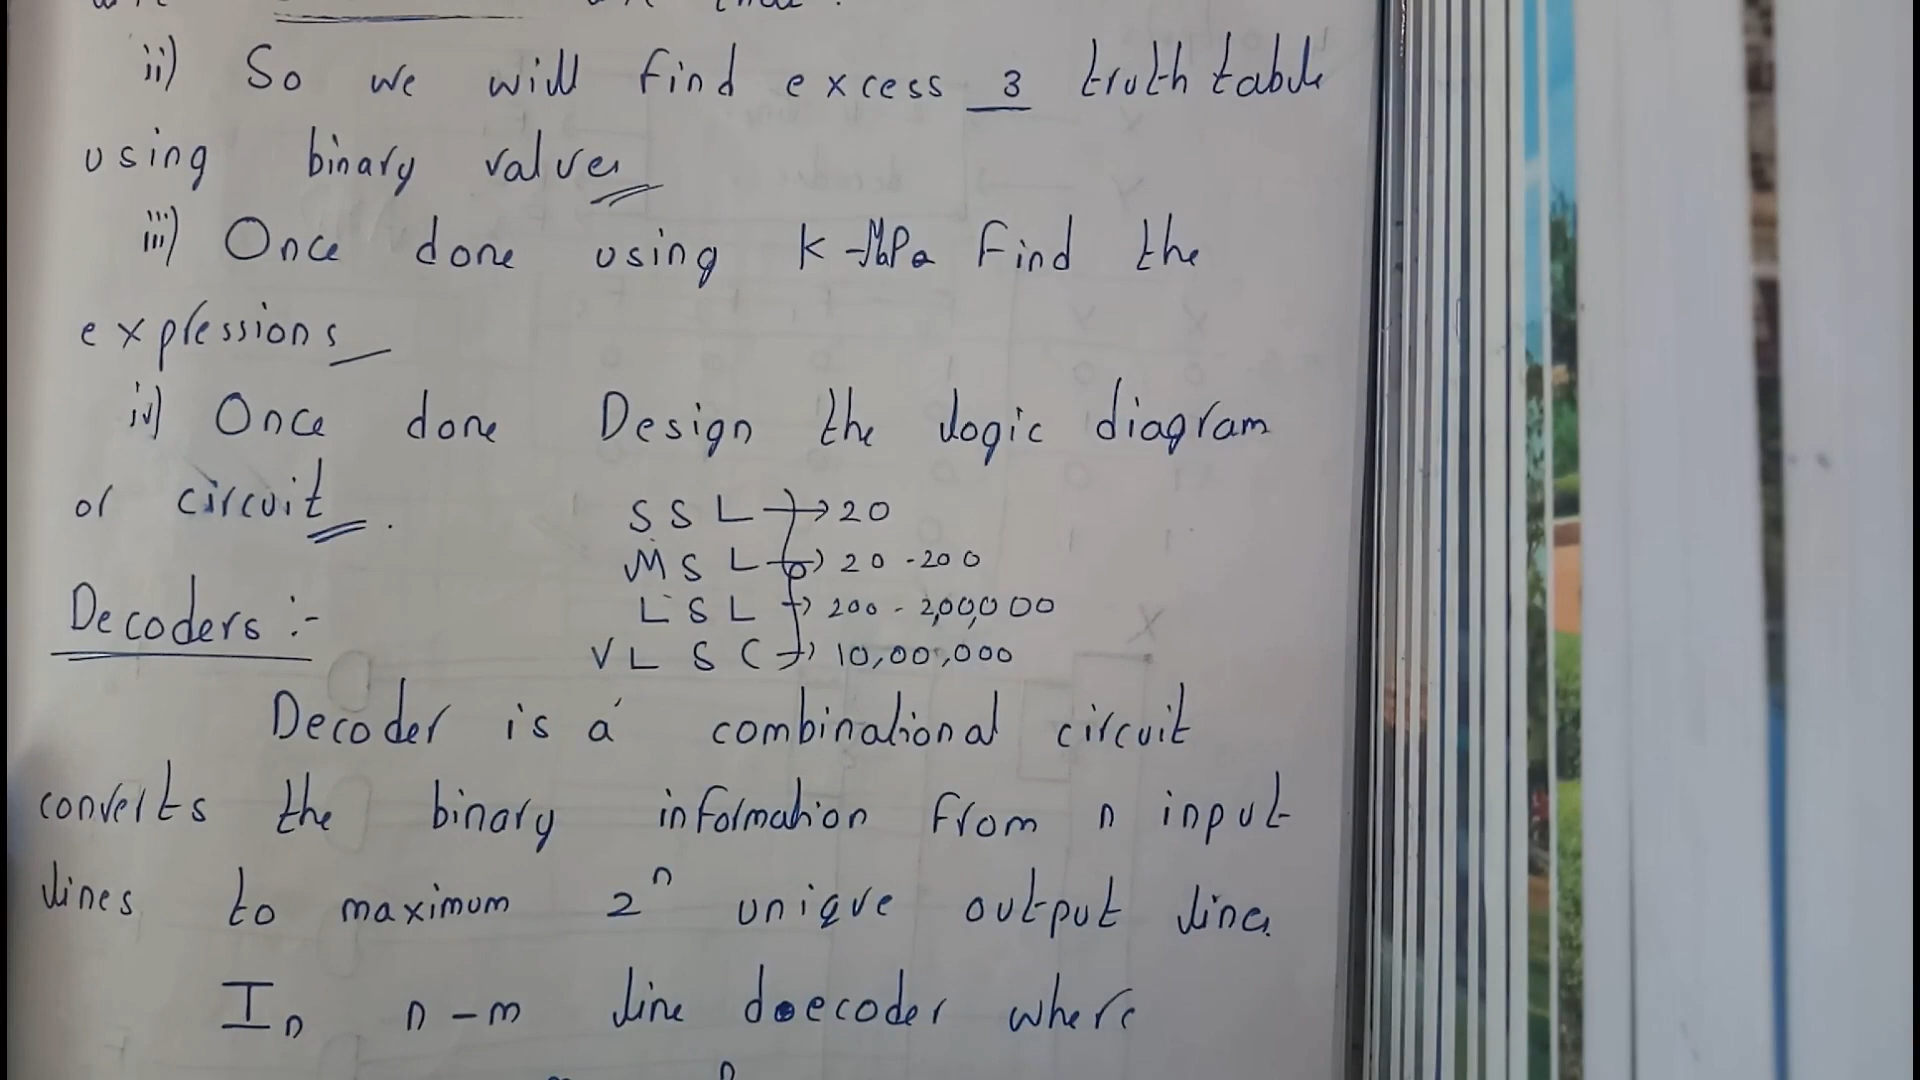 ii) So we will find excess 3 truth table
using binary values
iii) Once done using K-MaPa Find the
expressions
iv) Once done Design the logic diagram
or circuit.
SSL → 20
MSL → 20-200
LSL → 200-2,00,000
VLSC → 10,00,000
Decoders :-
Decoder is a combinational circuit
converts the binary information from n input
lines to maximum 2^n unique output lines
In n-m line doecoder where